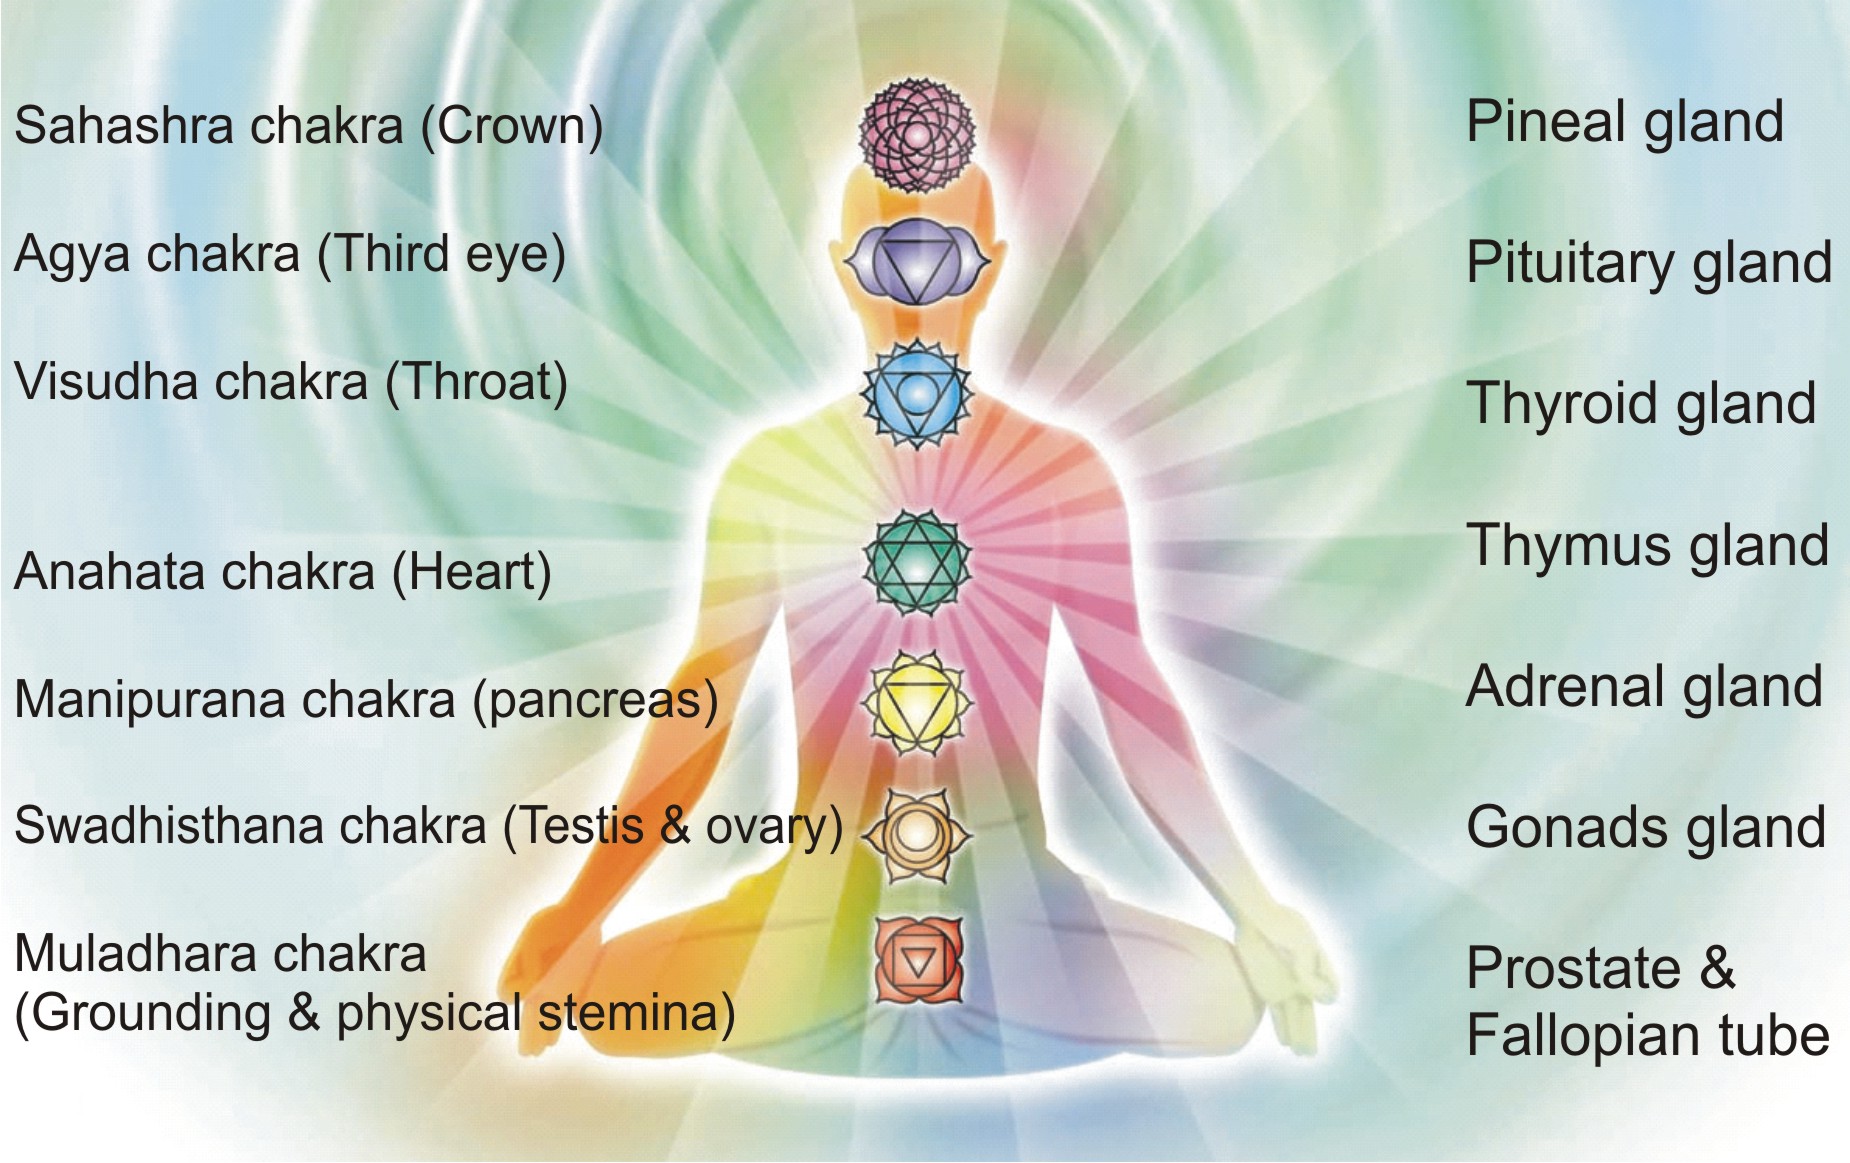 Sahashra chakra (Crown)
Agya chakra (Third eye)
Visudha chakra (Throat)
Anahata chakra (Heart)
Manipurana chakra (pancreas)
Swadhisthana chakra (Testis & ovary)
Muladhara chakra
(Grounding & physical stemina)
Pineal gland
Pituitary gland
Thyroid gland
Thymus gland
Adrenal gland
Gonads gland
Prostate &
Fallopian tube